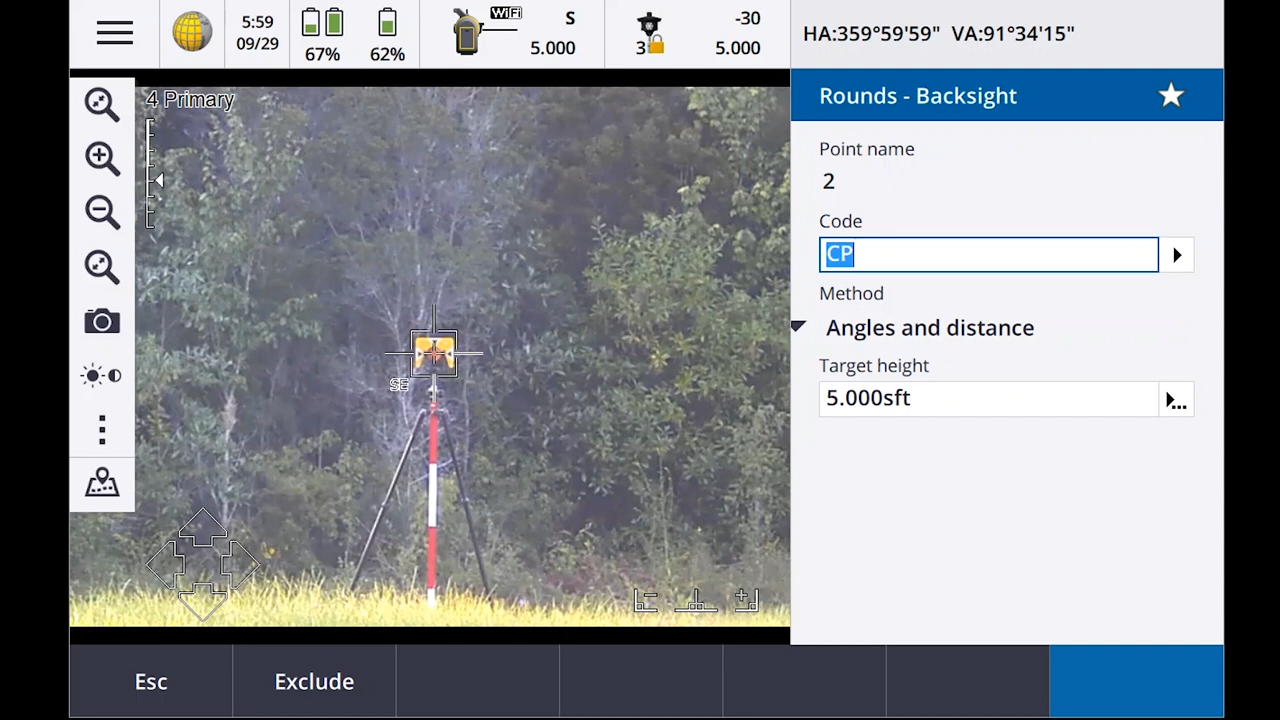 5:59
09/29
67%
62%
WiFi
S
5.000
3
-30
5.000
HA:359°59'59" VA:91°34'15"
4 Primary
Rounds - Backsight
Point name
2
Code
CP
Method
Angles and distance
Target height
5.000sft
SE
Esc
Exclude